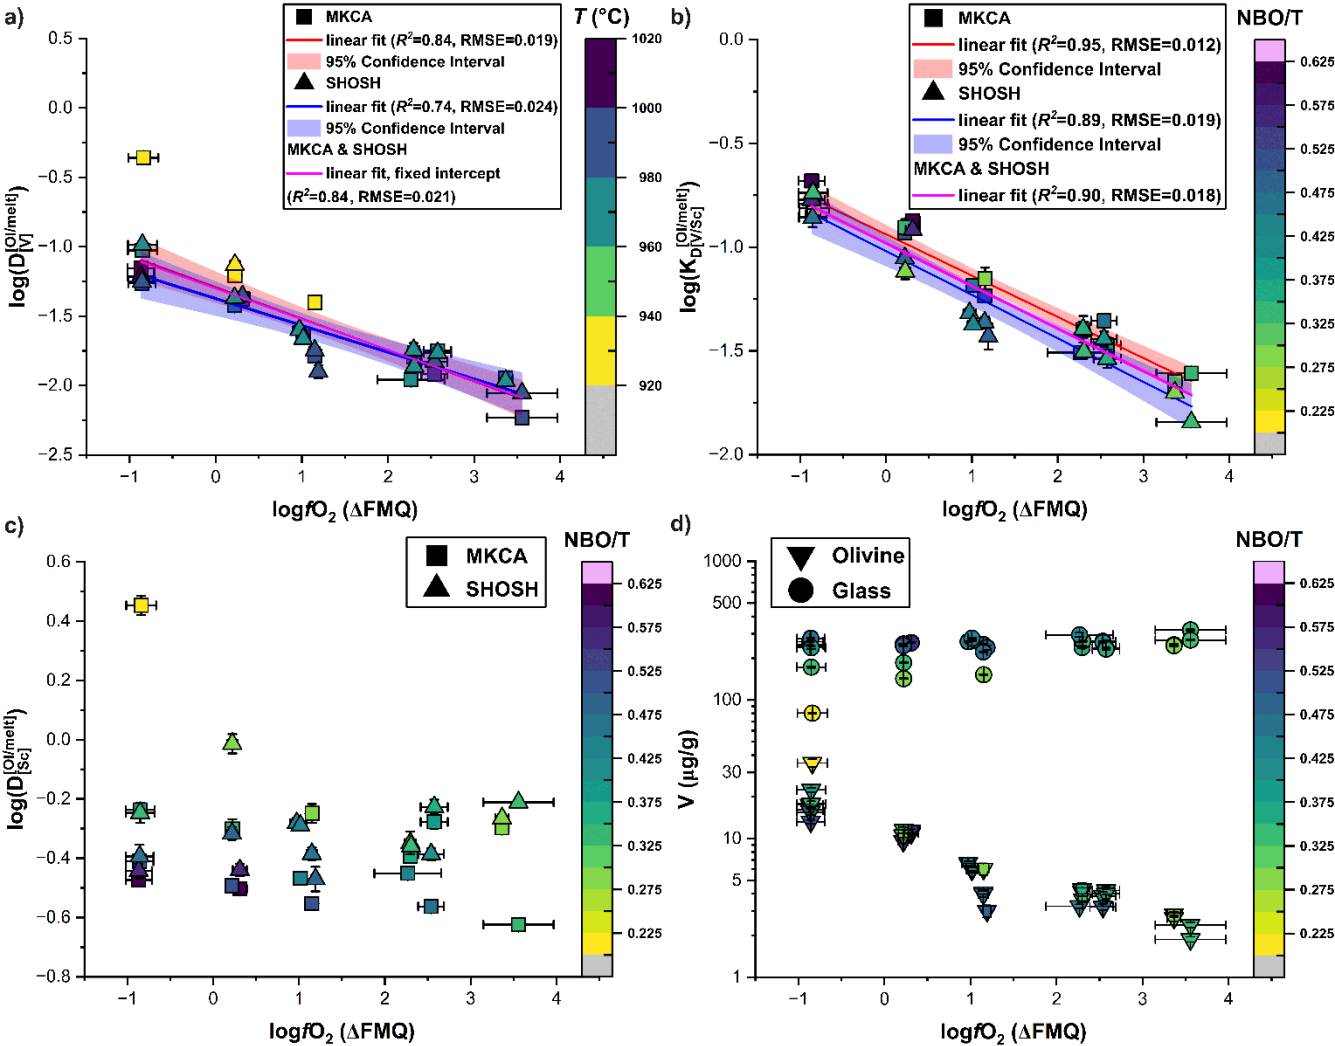 a)
MKCA
linear fit (R²=0.84, RMSE=0.019)
95% Confidence Interval
SHOSH
linear fit (R²=0.74, RMSE=0.024)
95% Confidence Interval
MKCA & SHOSH
linear fit, fixed intercept
(R²=0.84, RMSE=0.021)
T (°C)
1020
1000
980
960
940
920
0.5
0.0
−0.5
−1.0
−1.5
−2.0
−2.5
log(D[V][Ol/melt])
−1
0
1
2
3
4
logfO₂ (ΔFMQ)
b)
MKCA
linear fit (R²=0.95, RMSE=0.012)
95% Confidence Interval
SHOSH
linear fit (R²=0.89, RMSE=0.019)
95% Confidence Interval
MKCA & SHOSH
linear fit (R²=0.90, RMSE=0.018)
NBO/T
0.625
0.575
0.525
0.475
0.425
0.375
0.325
0.275
0.225
0.0
−0.5
−1.0
−1.5
−2.0
log(K_D[V/Sc][Ol/melt])
−1
0
1
2
3
4
logfO₂ (ΔFMQ)
c)
MKCA
SHOSH
NBO/T
0.625
0.575
0.525
0.475
0.425
0.375
0.325
0.275
0.225
0.6
0.4
0.2
0.0
−0.2
−0.4
−0.6
−0.8
log(D[Sc][Ol/melt])
−1
0
1
2
3
4
logfO₂ (ΔFMQ)
d)
Olivine
Glass
NBO/T
0.625
0.575
0.525
0.475
0.425
0.375
0.325
0.275
0.225
1000
500
300
100
30
10
5
1
V (μg/g)
−1
0
1
2
3
4
logfO₂ (ΔFMQ)